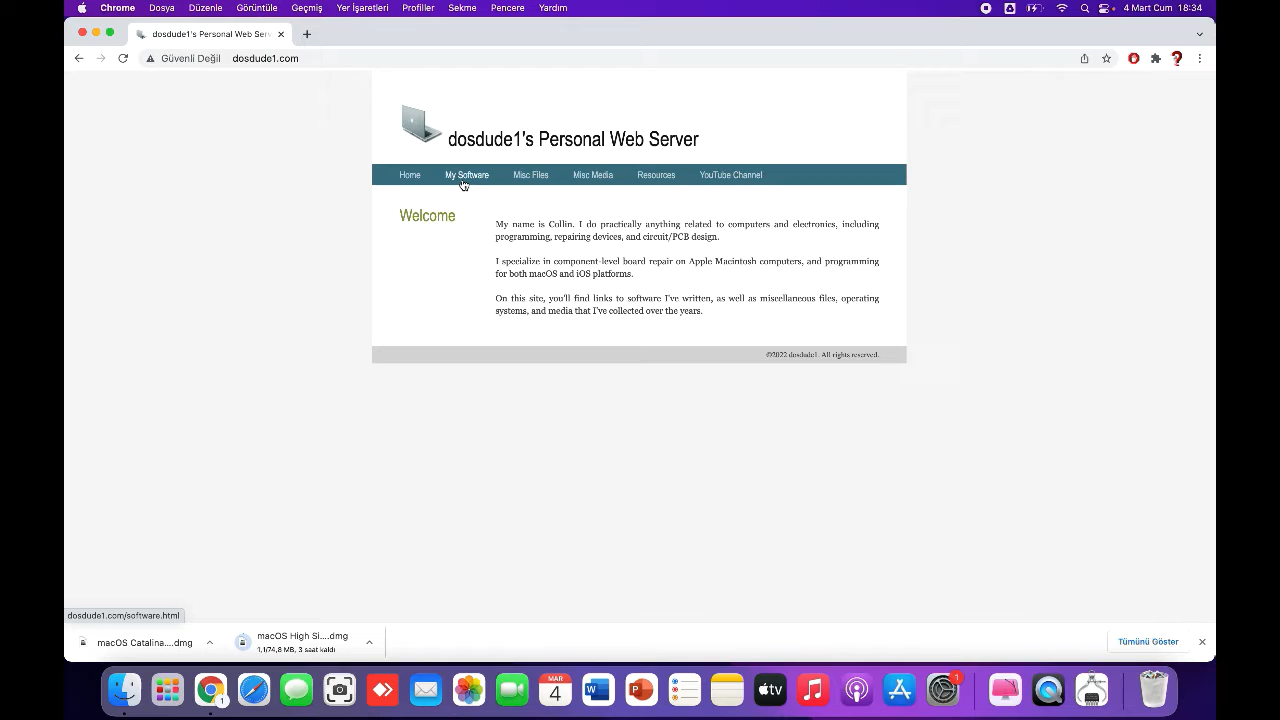 Chrome Dosya Düzenle Görüntüle Geçmiş Yer İşaretleri Profiller Sekme Pencere Yardım 4 Mart Cum 18:34
dosdude1's Personal Web Serv
Güvenli Değil dosdude1.com
dosdude1's Personal Web Server
Home My Software Misc Files Misc Media Resources YouTube Channel
Welcome
My name is Collin. I do practically anything related to computers and electronics, including
programming, repairing devices, and circuit/PCB design.
I specialize in component-level board repair on Apple Macintosh computers, and programming
for both macOS and iOS platforms.
On this site, you'll find links to software I've written, as well as miscellaneous files, operating
systems, and media that I've collected over the years.
©2022 dosdude1. All rights reserved.
dosdude1.com/software.html
macOS Catalina....dmg
macOS High Si....dmg
1,1/74,8 MB, 3 saat kaldı
Tümünü Göster
1
MAR
4
tv
1